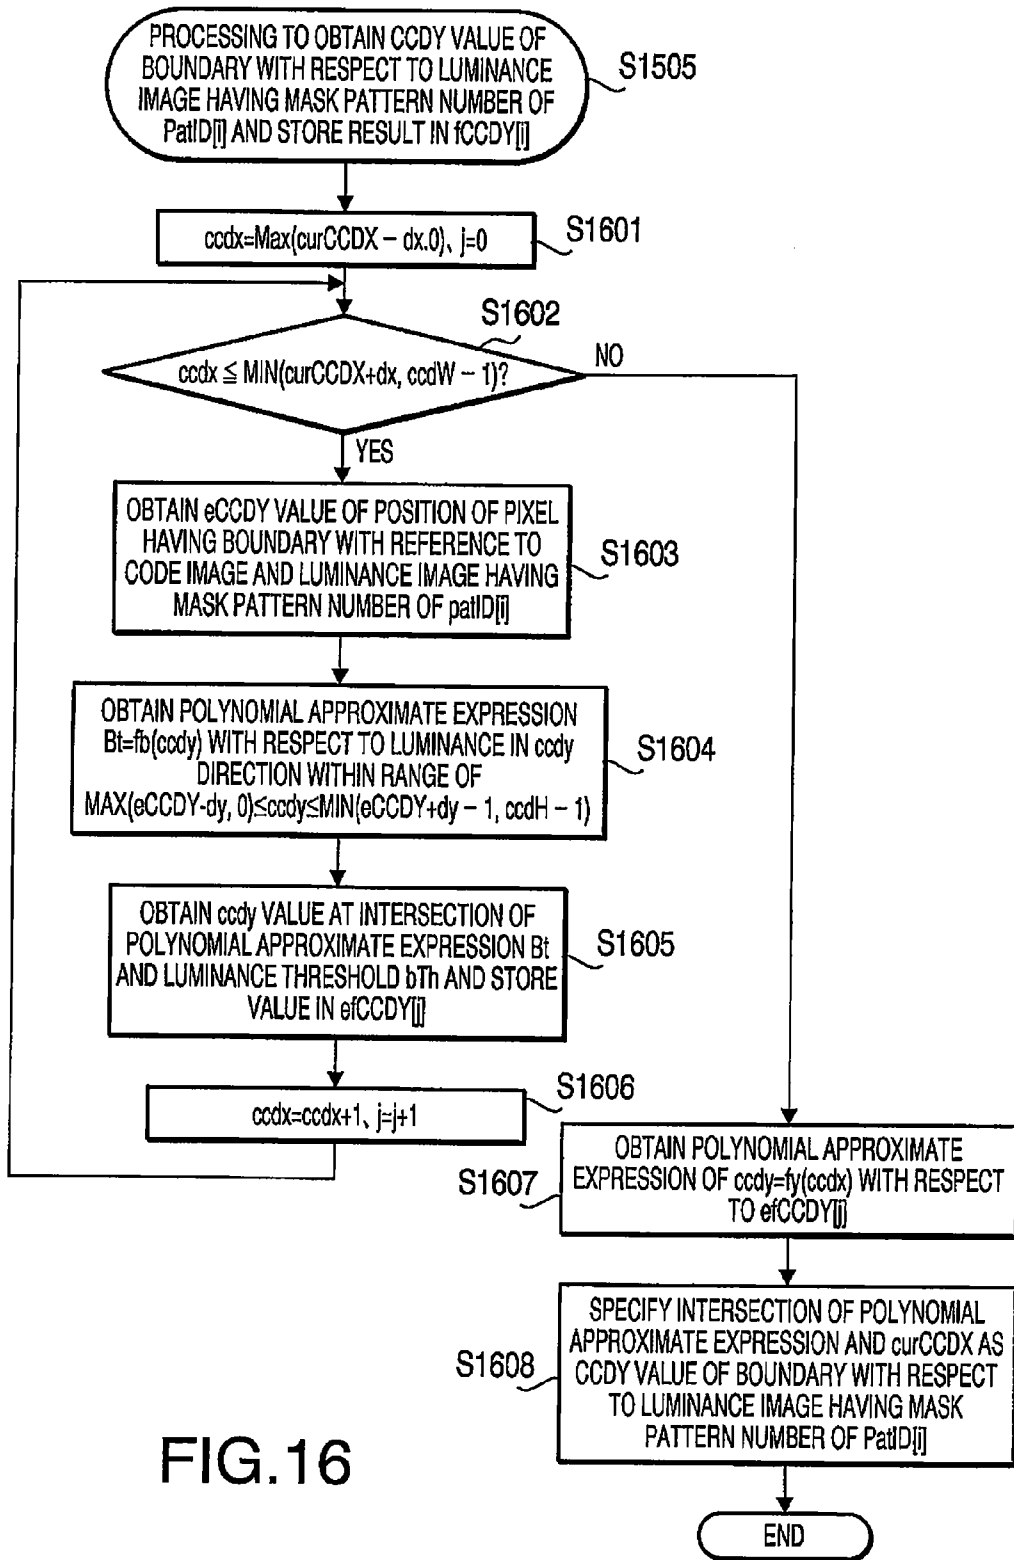 PROCESSING TO OBTAIN CCDY VALUE OF
BOUNDARY WITH RESPECT TO LUMINANCE
IMAGE HAVING MASK PATTERN NUMBER OF
PatID[i] AND STORE RESULT IN fCCDY[i]
S1505
ccdx=Max(curCCDX – dx.0)、j=0
S1601
S1602
ccdx ≦ MIN(curCCDX+dx, ccdW – 1)?
NO
YES
OBTAIN eCCDY VALUE OF POSITION OF PIXEL
HAVING BOUNDARY WITH REFERENCE TO
CODE IMAGE AND LUMINANCE IMAGE HAVING
MASK PATTERN NUMBER OF patID[i]
S1603
OBTAIN POLYNOMIAL APPROXIMATE EXPRESSION
Bt=fb(ccdy) WITH RESPECT TO LUMINANCE IN ccdy
DIRECTION WITHIN RANGE OF
MAX(eCCDY-dy, 0)≤ccdy≤MIN(eCCDY+dy – 1, ccdH – 1)
S1604
OBTAIN ccdy VALUE AT INTERSECTION OF
POLYNOMIAL APPROXIMATE EXPRESSION Bt
AND LUMINANCE THRESHOLD bTh AND STORE
VALUE IN efCCDY[j]
S1605
ccdx=ccdx+1、j=j+1
S1606
OBTAIN POLYNOMIAL APPROXIMATE
EXPRESSION OF ccdy=fy(ccdx) WITH RESPECT
TO efCCDY[j]
S1607
SPECIFY INTERSECTION OF POLYNOMIAL
APPROXIMATE EXPRESSION AND curCCDX AS
CCDY VALUE OF BOUNDARY WITH RESPECT
TO LUMINANCE IMAGE HAVING MASK
PATTERN NUMBER OF PatID[i]
S1608
END
FIG.16